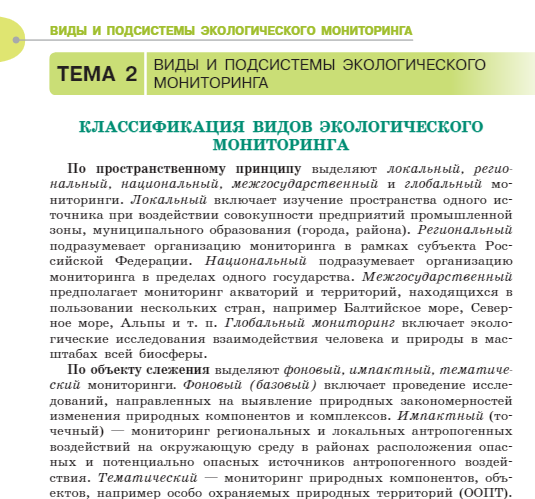 ВИДЫ И ПОДСИСТЕМЫ ЭКОЛОГИЧЕСКОГО МОНИТОРИНГА
ТЕМА 2
ВИДЫ И ПОДСИСТЕМЫ ЭКОЛОГИЧЕСКОГО
МОНИТОРИНГА
КЛАССИФИКАЦИЯ ВИДОВ ЭКОЛОГИЧЕСКОГО
МОНИТОРИНГА
По пространственному принципу выделяют локальный, регио-
нальный, национальный, межгосударственный и глобальный мо-
ниторинги. Локальный включает изучение пространства одного ис-
точника при воздействии совокупности предприятий промышленной
зоны, муниципального образования (города, района). Региональный
подразумевает организацию мониторинга в рамках субъекта Рос-
сийской Федерации. Национальный подразумевает организацию
мониторинга в пределах одного государства. Межгосударственный
предполагает мониторинг акваторий и территорий, находящихся в
пользовании нескольких стран, например Балтийское море, Север-
ное море, Альпы и т. п. Глобальный мониторинг включает эколо-
гические исследования взаимодействия человека и природы в мас-
штабах всей биосферы.
По объекту слежения выделяют фоновый, импактный, тематиче-
ский мониторинги. Фоновый (базовый) включает проведение иссле-
дований, направленных на выявление природных закономерностей
изменения природных компонентов и комплексов. Импактный (то-
чечный) — мониторинг региональных и локальных антропогенных
воздействий на окружающую среду в районах расположения опас-
ных и потенциально опасных источников антропогенного воздей-
ствия. Тематический — мониторинг природных компонентов, объ-
ектов, например особо охраняемых природных территорий (ООПТ).